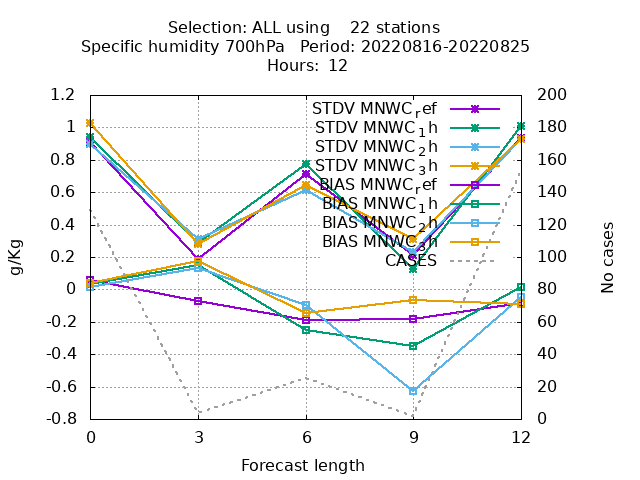 Selection: ALL using    22 stations
Specific humidity 700hPa   Period: 20220816-20220825
Hours:  12
1.2
1
0.8
0.6
0.4
0.2
0
-0.2
-0.4
-0.6
-0.8
g/Kg
STDV MNWC_ref
STDV MNWC_1h
STDV MNWC_2h
STDV MNWC_3h
BIAS MNWC_ref
BIAS MNWC_1h
BIAS MNWC_2h
BIAS MNWC_3h
CASES
200
180
160
140
120
100
80
60
40
20
0
No cases
0 3 6 9 12
Forecast length